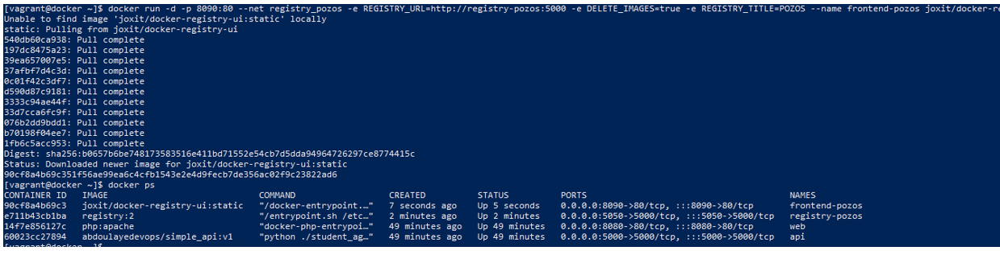 [vagrant@docker ~]$ docker run -d -p 8090:80 --net registry_pozos -e REGISTRY_URL=http://registry-pozos:5000 -e DELETE_IMAGES=true -e REGISTRY_TITLE=POZOS --name frontend-pozos joxit/docker-re
Unable to find image 'joxit/docker-registry-ui:static' locally
static: Pulling from joxit/docker-registry-ui
540db60ca938: Pull complete
197dc8475a23: Pull complete
39ea657007e5: Pull complete
37afbf7d4c3d: Pull complete
0c01f42c3df7: Pull complete
d590d87c9181: Pull complete
3333c94ae44f: Pull complete
33d7cca6fc9f: Pull complete
076b2dd9bdd1: Pull complete
b70198f04ee7: Pull complete
1fb6c5acc953: Pull complete
Digest: sha256:b0657b6be748173583516e411bd71552e54cb7d5dda94964726297ce8774415c
Status: Downloaded newer image for joxit/docker-registry-ui:static
90cf8a4b69c351f56ae99ea6c4cfb1543e2e4d9fecb7de356ac02f9c23822ad6
[vagrant@docker ~]$ docker ps
CONTAINER ID IMAGE COMMAND CREATED STATUS PORTS NAMES
90cf8a4b69c3 joxit/docker-registry-ui:static "/docker-entrypoint.…" 7 seconds ago Up 5 seconds 0.0.0.0:8090->80/tcp, :::8090->80/tcp frontend-pozos
e711b43cb1ba registry:2 "/entrypoint.sh /etc…" 2 minutes ago Up 2 minutes 0.0.0.0:5050->5000/tcp, :::5050->5000/tcp registry-pozos
14f7e856127c php:apache "docker-php-entrypoi…" 49 minutes ago Up 49 minutes 0.0.0.0:8080->80/tcp, :::8080->80/tcp web
60023cc27894 abdoulayedevops/simple_api:v1 "python ./student_ag…" 49 minutes ago Up 49 minutes 0.0.0.0:5000->5000/tcp, :::5000->5000/tcp api
[vagrant@docker ~]$